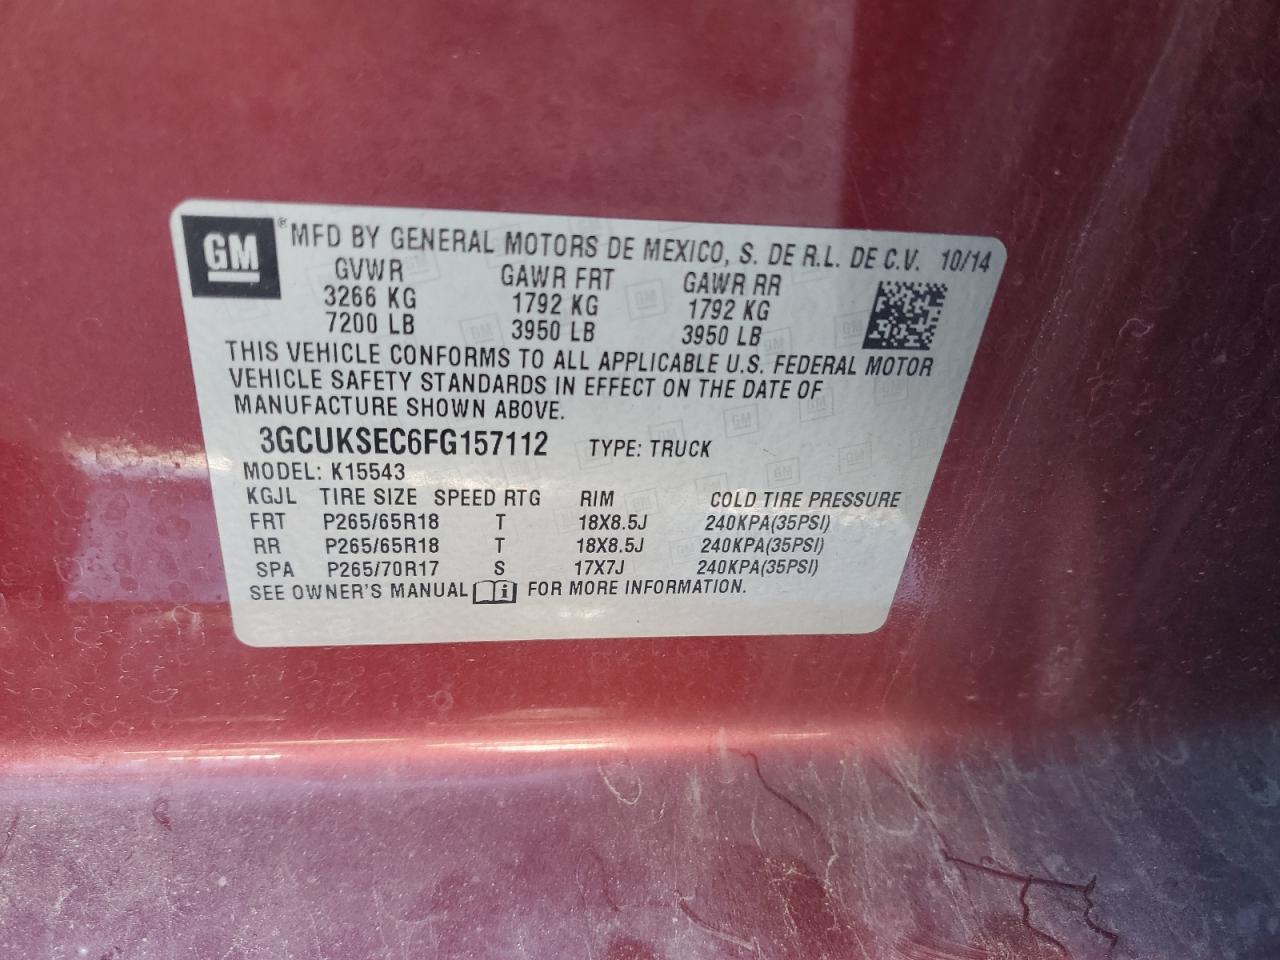 GM ® MFD BY GENERAL MOTORS DE MEXICO, S. DE R.L. DE C.V. 10/14
GVWR GAWR FRT GAWR RR
3266 KG 1792 KG 1792 KG
7200 LB 3950 LB 3950 LB
THIS VEHICLE CONFORMS TO ALL APPLICABLE U.S. FEDERAL MOTOR
VEHICLE SAFETY STANDARDS IN EFFECT ON THE DATE OF
MANUFACTURE SHOWN ABOVE.
3GCUKSEC6FG157112 TYPE: TRUCK
MODEL: K15543
KGJL TIRE SIZE SPEED RTG RIM COLD TIRE PRESSURE
FRT P265/65R18 T 18X8.5J 240KPA(35PSI)
RR P265/65R18 T 18X8.5J 240KPA(35PSI)
SPA P265/70R17 S 17X7J 240KPA(35PSI)
SEE OWNER'S MANUAL i FOR MORE INFORMATION.